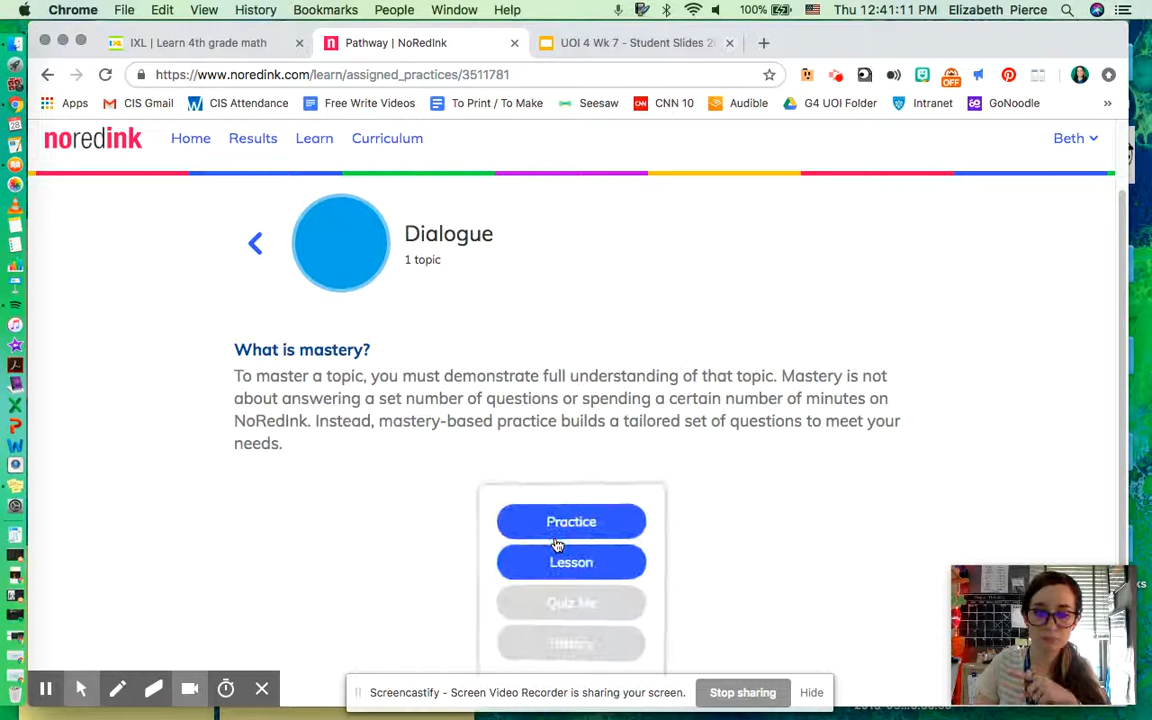 Chrome File Edit View History Bookmarks People Window Help 100% Thu 12:41:11 PM Elizabeth Pierce
IXL | Learn 4th grade math
Pathway | NoRedInk
UOI 4 Wk 7 - Student Slides 2
https://www.noredink.com/learn/assigned_practices/3511781
OFF
Apps CIS Gmail CIS Attendance Free Write Videos To Print / To Make Seesaw CNN 10 Audible G4 UOI Folder Intranet GoNoodle »
noredink Home Results Learn Curriculum Beth
Dialogue
1 topic
What is mastery?
To master a topic, you must demonstrate full understanding of that topic. Mastery is not
about answering a set number of questions or spending a certain number of minutes on
NoRedInk. Instead, mastery-based practice builds a tailored set of questions to meet your
needs.
Practice
Lesson
Quiz Me
Screencastify - Screen Video Recorder is sharing your screen. Stop sharing Hide